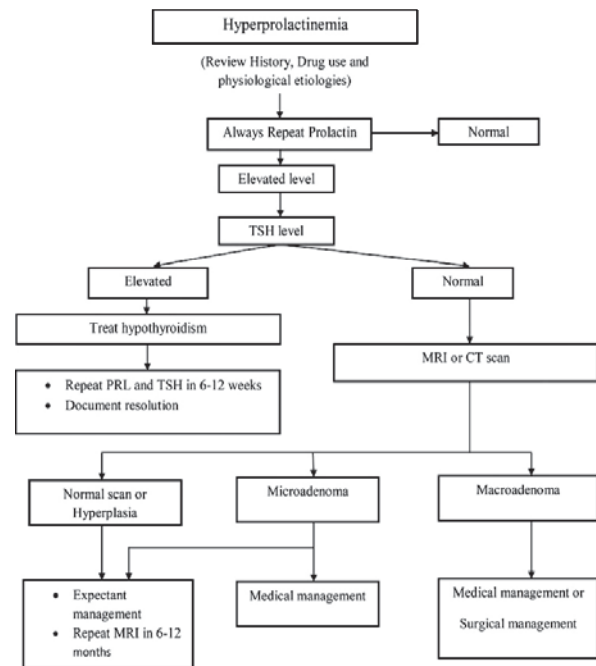 Hyperprolactinemia
(Review History, Drug use and
physiological etiologies)
Always Repeat Prolactin
Normal
Elevated level
TSH level
Elevated
Normal
Treat hypothyroidism
MRI or CT scan
• Repeat PRL and TSH in 6-12 weeks
• Document resolution
Normal scan or
Hyperplasia
Microadenoma
Macroadenoma
• Expectant
management
• Repeat MRI in 6-12
months
Medical management
Medical management or
Surgical management